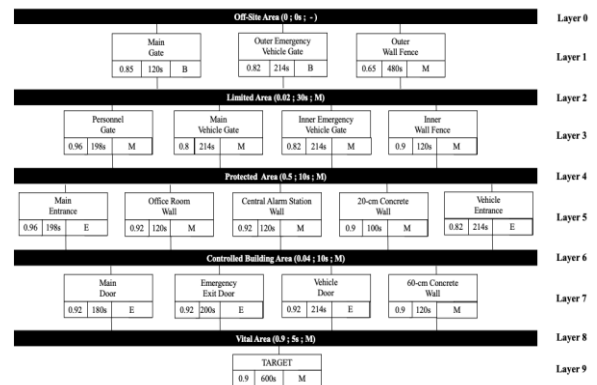 Off-Site Area (0 ; 0s ; - )
Layer 0
Main
Gate
0.85 120s B
Outer Emergency
Vehicle Gate
0.82 214s B
Outer
Wall Fence
0.65 480s M
Layer 1
Limited Area (0.02 ; 30s ; M)
Layer 2
Personnel
Gate
0.96 198s M
Main
Vehicle Gate
0.8 214s M
Inner Emergency
Vehicle Gate
0.82 214s M
Inner
Wall Fence
0.9 120s M
Layer 3
Protected Area (0.5 ; 10s ; M)
Layer 4
Main
Entrance
0.96 198s E
Office Room
Wall
0.92 120s M
Central Alarm Station
Wall
0.92 120s M
20-cm Concrete
Wall
0.9 100s M
Vehicle
Entrance
0.82 214s E
Layer 5
Controlled Building Area (0.04 ; 10s ; M)
Layer 6
Main
Door
0.92 180s E
Emergency
Exit Door
0.92 200s E
Vehicle
Door
0.92 214s E
60-cm Concrete
Wall
0.9 120s M
Layer 7
Vital Area (0.9 ; 5s ; M)
Layer 8
TARGET
0.9 600s M
Layer 9